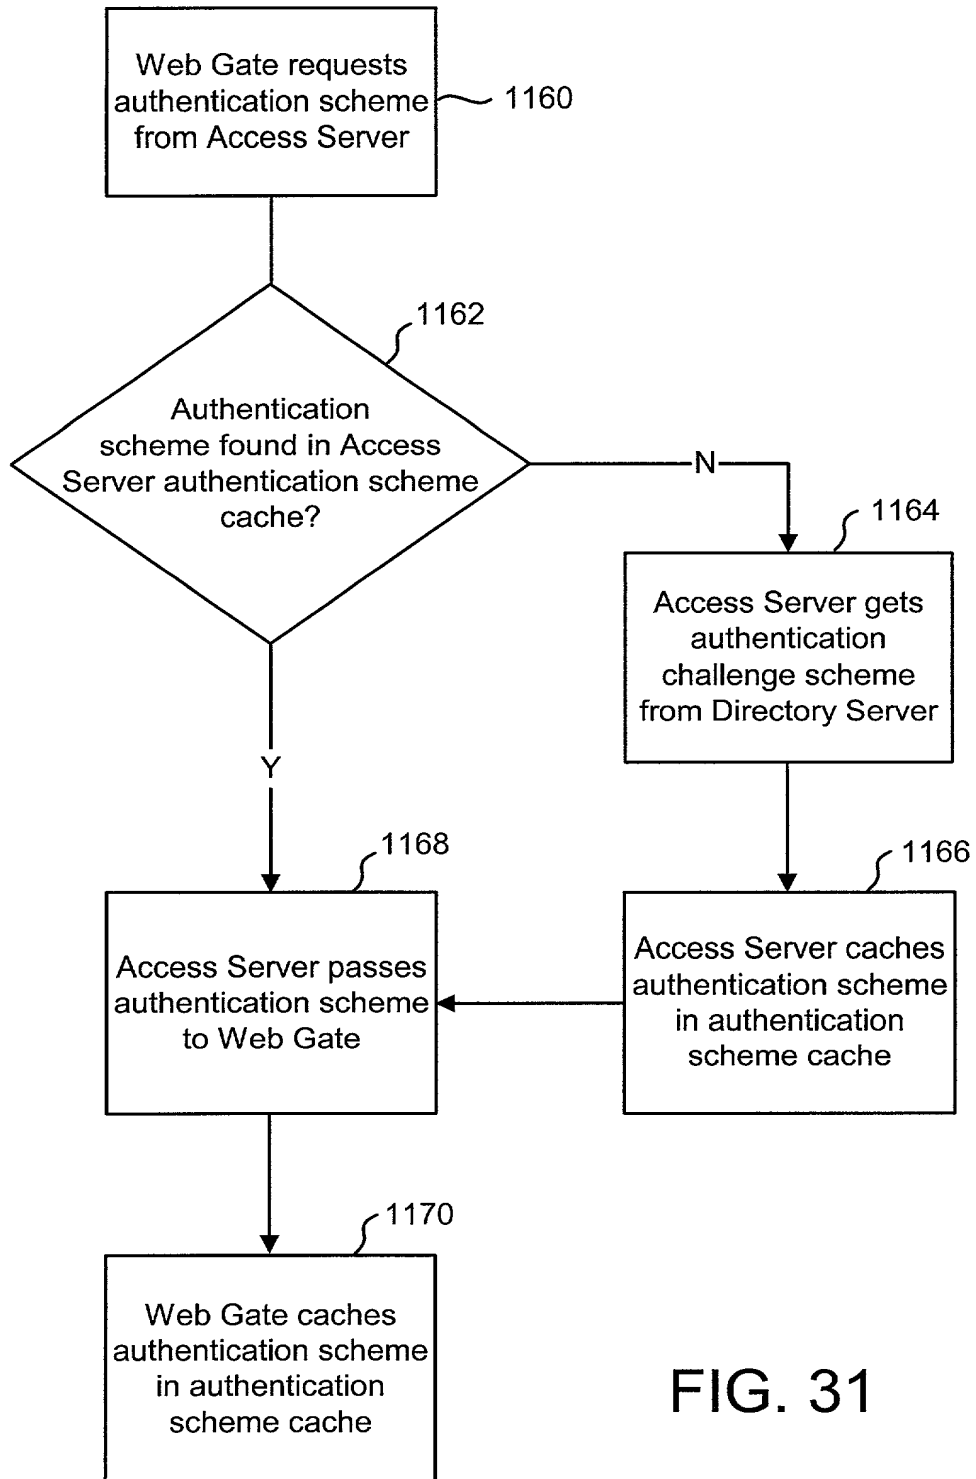 Web Gate requests
authentication scheme
from Access Server
1160
1162
Authentication
scheme found in Access
Server authentication scheme
cache?
N
1164
Access Server gets
authentication
challenge scheme
from Directory Server
Y
1168
1166
Access Server passes
authentication scheme
to Web Gate
Access Server caches
authentication scheme
in authentication
scheme cache
1170
Web Gate caches
authentication scheme
in authentication
scheme cache
FIG. 31